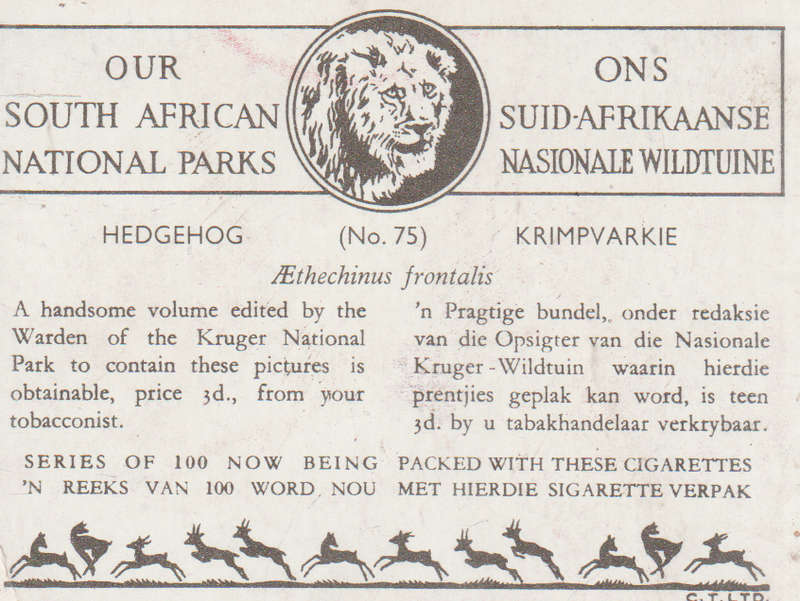 OUR
SOUTH AFRICAN
NATIONAL PARKS
ONS
SUID-AFRIKAANSE
NASIONALE WILDTUINE
HEDGEHOG (No. 75) KRIMPVARKIE
Æthechinus frontalis
A handsome volume edited by the
Warden of the Kruger National
Park to contain these pictures is
obtainable, price 3d., from your
tobacconist.
'n Pragtige bundel, onder redaksie
van die Opsigter van die Nasionale
Kruger-Wildtuin waarin hierdie
prentjies geplak kan word, is teen
3d. by u tabakhandelaar verkrybaar.
SERIES OF 100 NOW BEING PACKED WITH THESE CIGARETTES
'N REEKS VAN 100 WORD NOU MET HIERDIE SIGARETTE VERPAK
C.T. LTD.